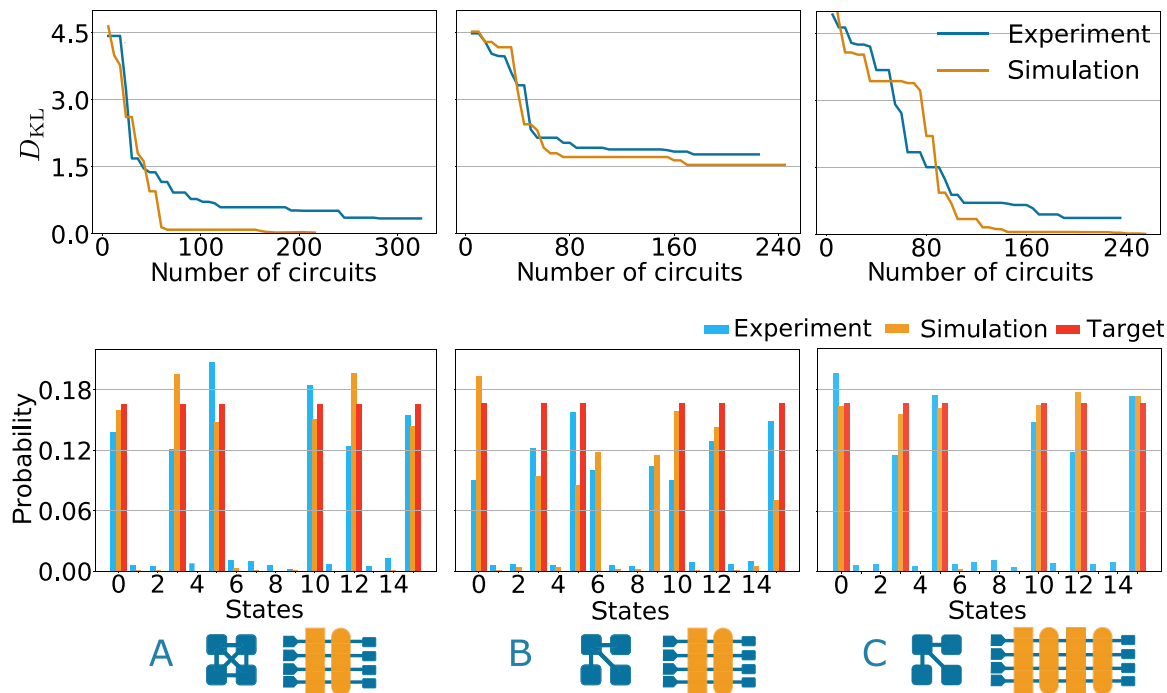 4.5
3.0
1.5
0.0
D_KL
0 100 200 300
Number of circuits
0 80 160 240
Number of circuits
Experiment
Simulation
0 80 160 240
Number of circuits
Experiment Simulation Target
0.18
0.12
0.06
0.00
Probability
0 2 4 6 8 10 12 14
States
0 2 4 6 8 10 12 14
States
0 2 4 6 8 10 12 14
States
A B C